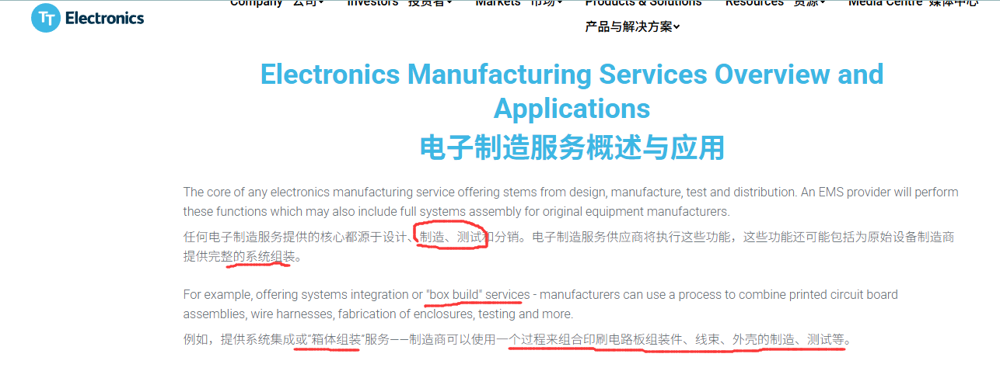 TT Electronics
Company 公司 Investors 投资者 Markets 市场 Products & Solutions Resources 资源 Media Centre 媒体中心
产品与解决方案
Electronics Manufacturing Services Overview and
Applications
电子制造服务概述与应用
The core of any electronics manufacturing service offering stems from design, manufacture, test and distribution. An EMS provider will perform
these functions which may also include full systems assembly for original equipment manufacturers.
任何电子制造服务提供的核心都源于设计、制造、测试和分销。电子制造服务供应商将执行这些功能，这些功能还可能包括为原始设备制造商
提供完整的系统组装。
For example, offering systems integration or "box build" services - manufacturers can use a process to combine printed circuit board
assemblies, wire harnesses, fabrication of enclosures, testing and more.
例如，提供系统集成或“箱体组装”服务——制造商可以使用一个过程来组合印刷电路板组装件、线束、外壳的制造、测试等。